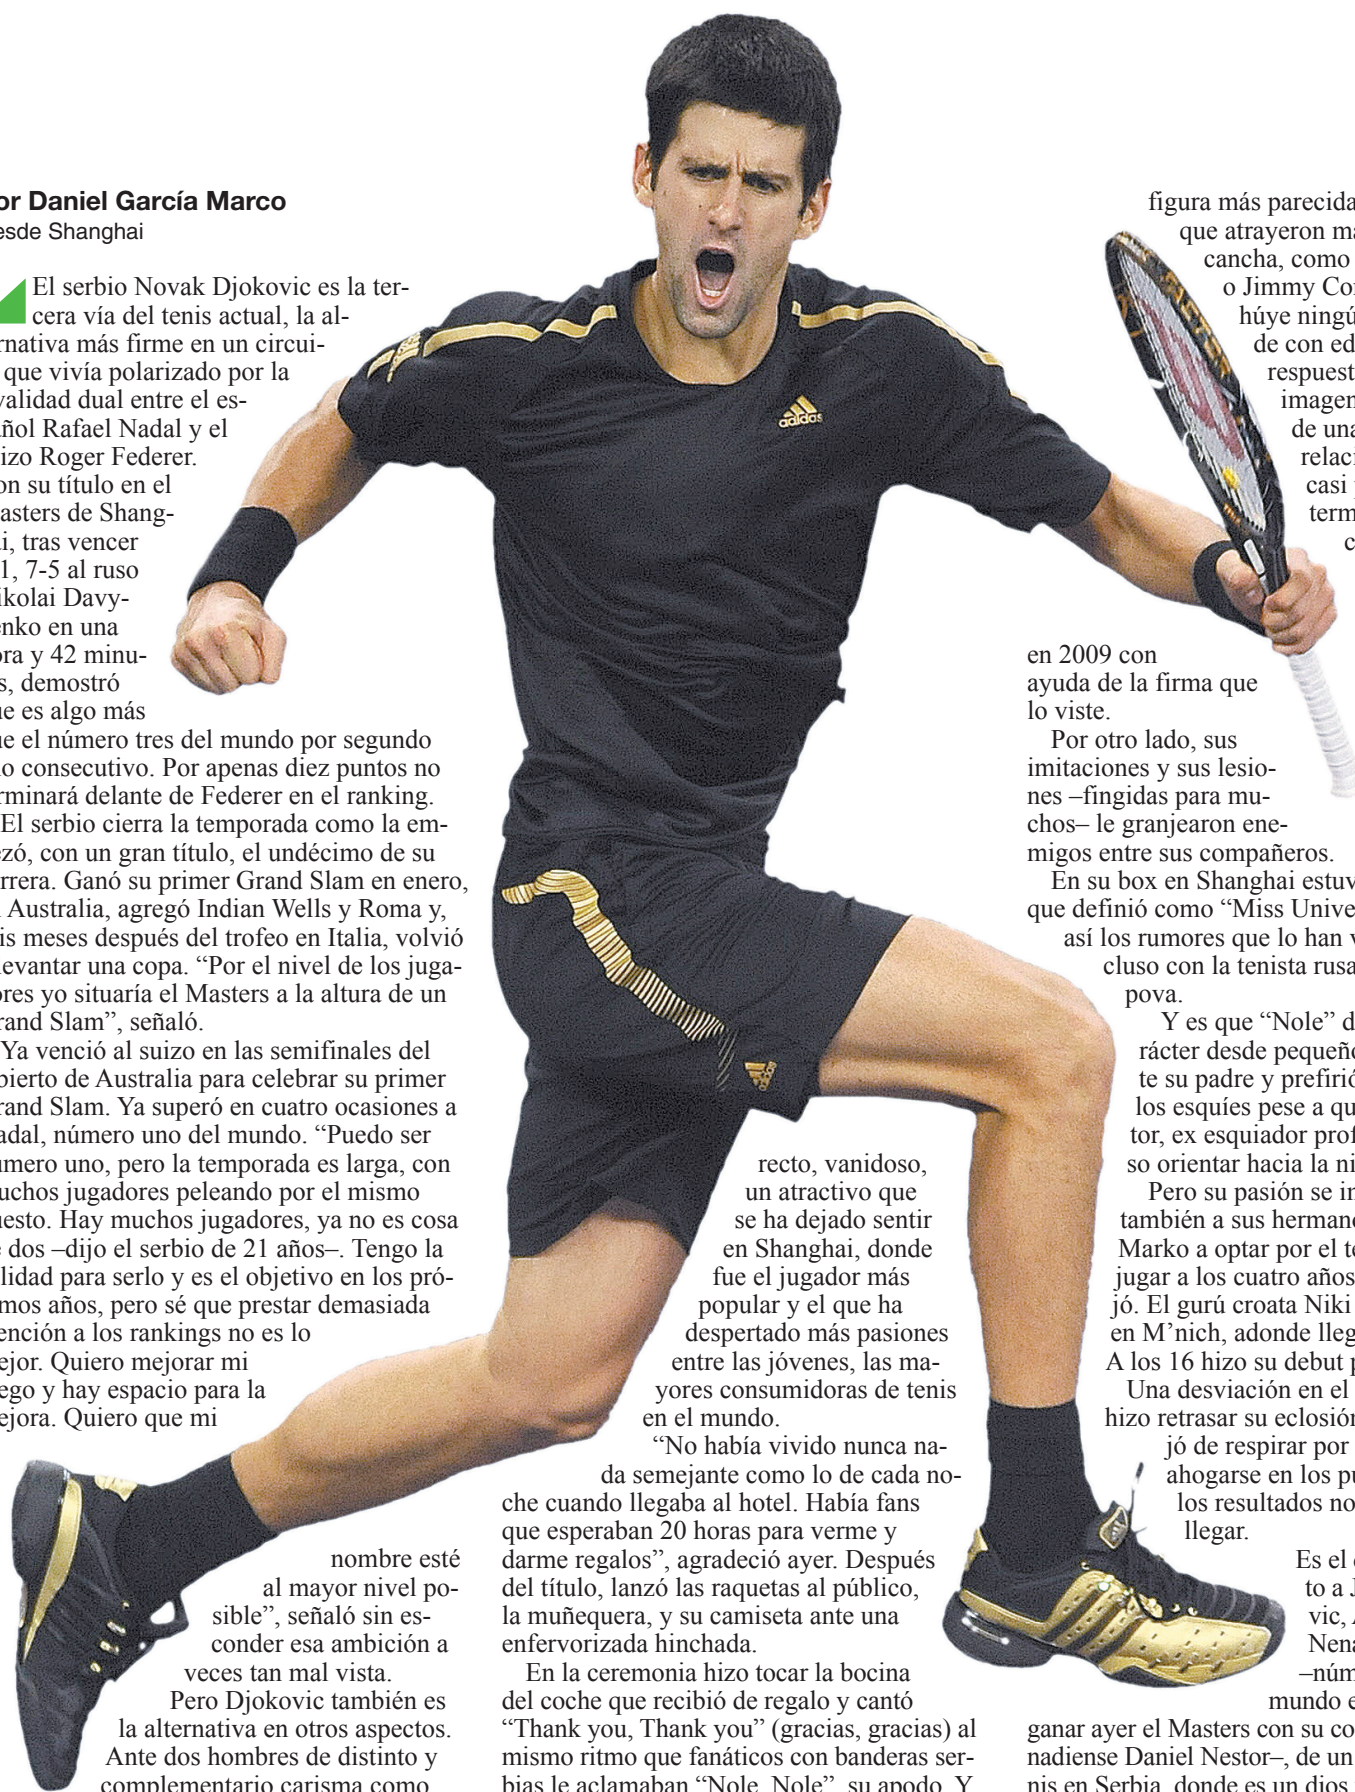 or Daniel García Marco
esde Shanghai
El serbio Novak Djokovic es la ter-
cera vía del tenis actual, la al-
rnativa más firme en un circui-
que vivía polarizado por la
validad dual entre el es-
añol Rafael Nadal y el
izo Roger Federer.
on su título en el
asters de Shang-
ai, tras vencer
1, 7-5 al ruso
ikolai Davy-
enko en una
ora y 42 minu-
s, demostró
ue es algo más
ue el número tres del mundo por segundo
o consecutivo. Por apenas diez puntos no
rminará delante de Federer en el ranking.
El serbio cierra la temporada como la em-
ezó, con un gran título, el undécimo de su
rrera. Ganó su primer Grand Slam en enero,
Australia, agregó Indian Wells y Roma y,
is meses después del trofeo en Italia, volvió
levantar una copa. “Por el nivel de los juga-
ores yo situaría el Masters a la altura de un
rand Slam”, señaló.
Ya venció al suizo en las semifinales del
bierto de Australia para celebrar su primer
rand Slam. Ya superó en cuatro ocasiones a
adal, número uno del mundo. “Puedo ser
úmero uno, pero la temporada es larga, con
uchos jugadores peleando por el mismo
uesto. Hay muchos jugadores, ya no es cosa
e dos –dijo el serbio de 21 años–. Tengo la
lidad para serlo y es el objetivo en los pró-
mos años, pero sé que prestar demasiada
ención a los rankings no es lo
ejor. Quiero mejorar mi
ego y hay espacio para la
ejora. Quiero que mi
nombre esté
al mayor nivel po-
sible”, señaló sin es-
conder esa ambición a
veces tan mal vista.
Pero Djokovic también es
la alternativa en otros aspectos.
Ante dos hombres de distinto y
complementario carisma como
adidas
adidas
recto, vanidoso,
un atractivo que
se ha dejado sentir
en Shanghai, donde
fue el jugador más
popular y el que ha
despertado más pasiones
entre las jóvenes, las ma-
yores consumidoras de tenis
en el mundo.
“No había vivido nunca na-
da semejante como lo de cada no-
che cuando llegaba al hotel. Había fans
que esperaban 20 horas para verme y
darme regalos”, agradeció ayer. Después
del título, lanzó las raquetas al público,
la muñequera, y su camiseta ante una
enfervorizada hinchada.
En la ceremonia hizo tocar la bocina
del coche que recibió de regalo y cantó
“Thank you, Thank you” (gracias, gracias) al
mismo ritmo que fanáticos con banderas ser-
bias le aclamaban “Nole, Nole”, su apodo. Y
figura más parecida
que atrayeron ma
cancha, como
o Jimmy Co
húye ningú
de con ed
respuest
imagen
de una
relaci
casi
term
c
en 2009 con
ayuda de la firma que
lo viste.
Por otro lado, sus
imitaciones y sus lesio-
nes –fingidas para mu-
chos– le granjearon ene-
migos entre sus compañeros.
En su box en Shanghai estuv
que definió como “Miss Unive
así los rumores que lo han v
cluso con la tenista rusa
pova.
Y es que “Nole” d
rácter desde pequeño
te su padre y prefirió
los esquíes pese a qu
tor, ex esquiador prof
so orientar hacia la ni
Pero su pasión se in
también a sus hermano
Marko a optar por el te
jugar a los cuatro años
jó. El gurú croata Niki
en M’nich, adonde lleg
A los 16 hizo su debut p
Una desviación en el
hizo retrasar su eclosión
jó de respirar por
ahogarse en los pu
los resultados no
llegar.
Es el
to a J
vic, A
Nena
–núm
mundo e
ganar ayer el Masters con su co
nadiense Daniel Nestor–, de un
nis en Serbia, donde es un dios